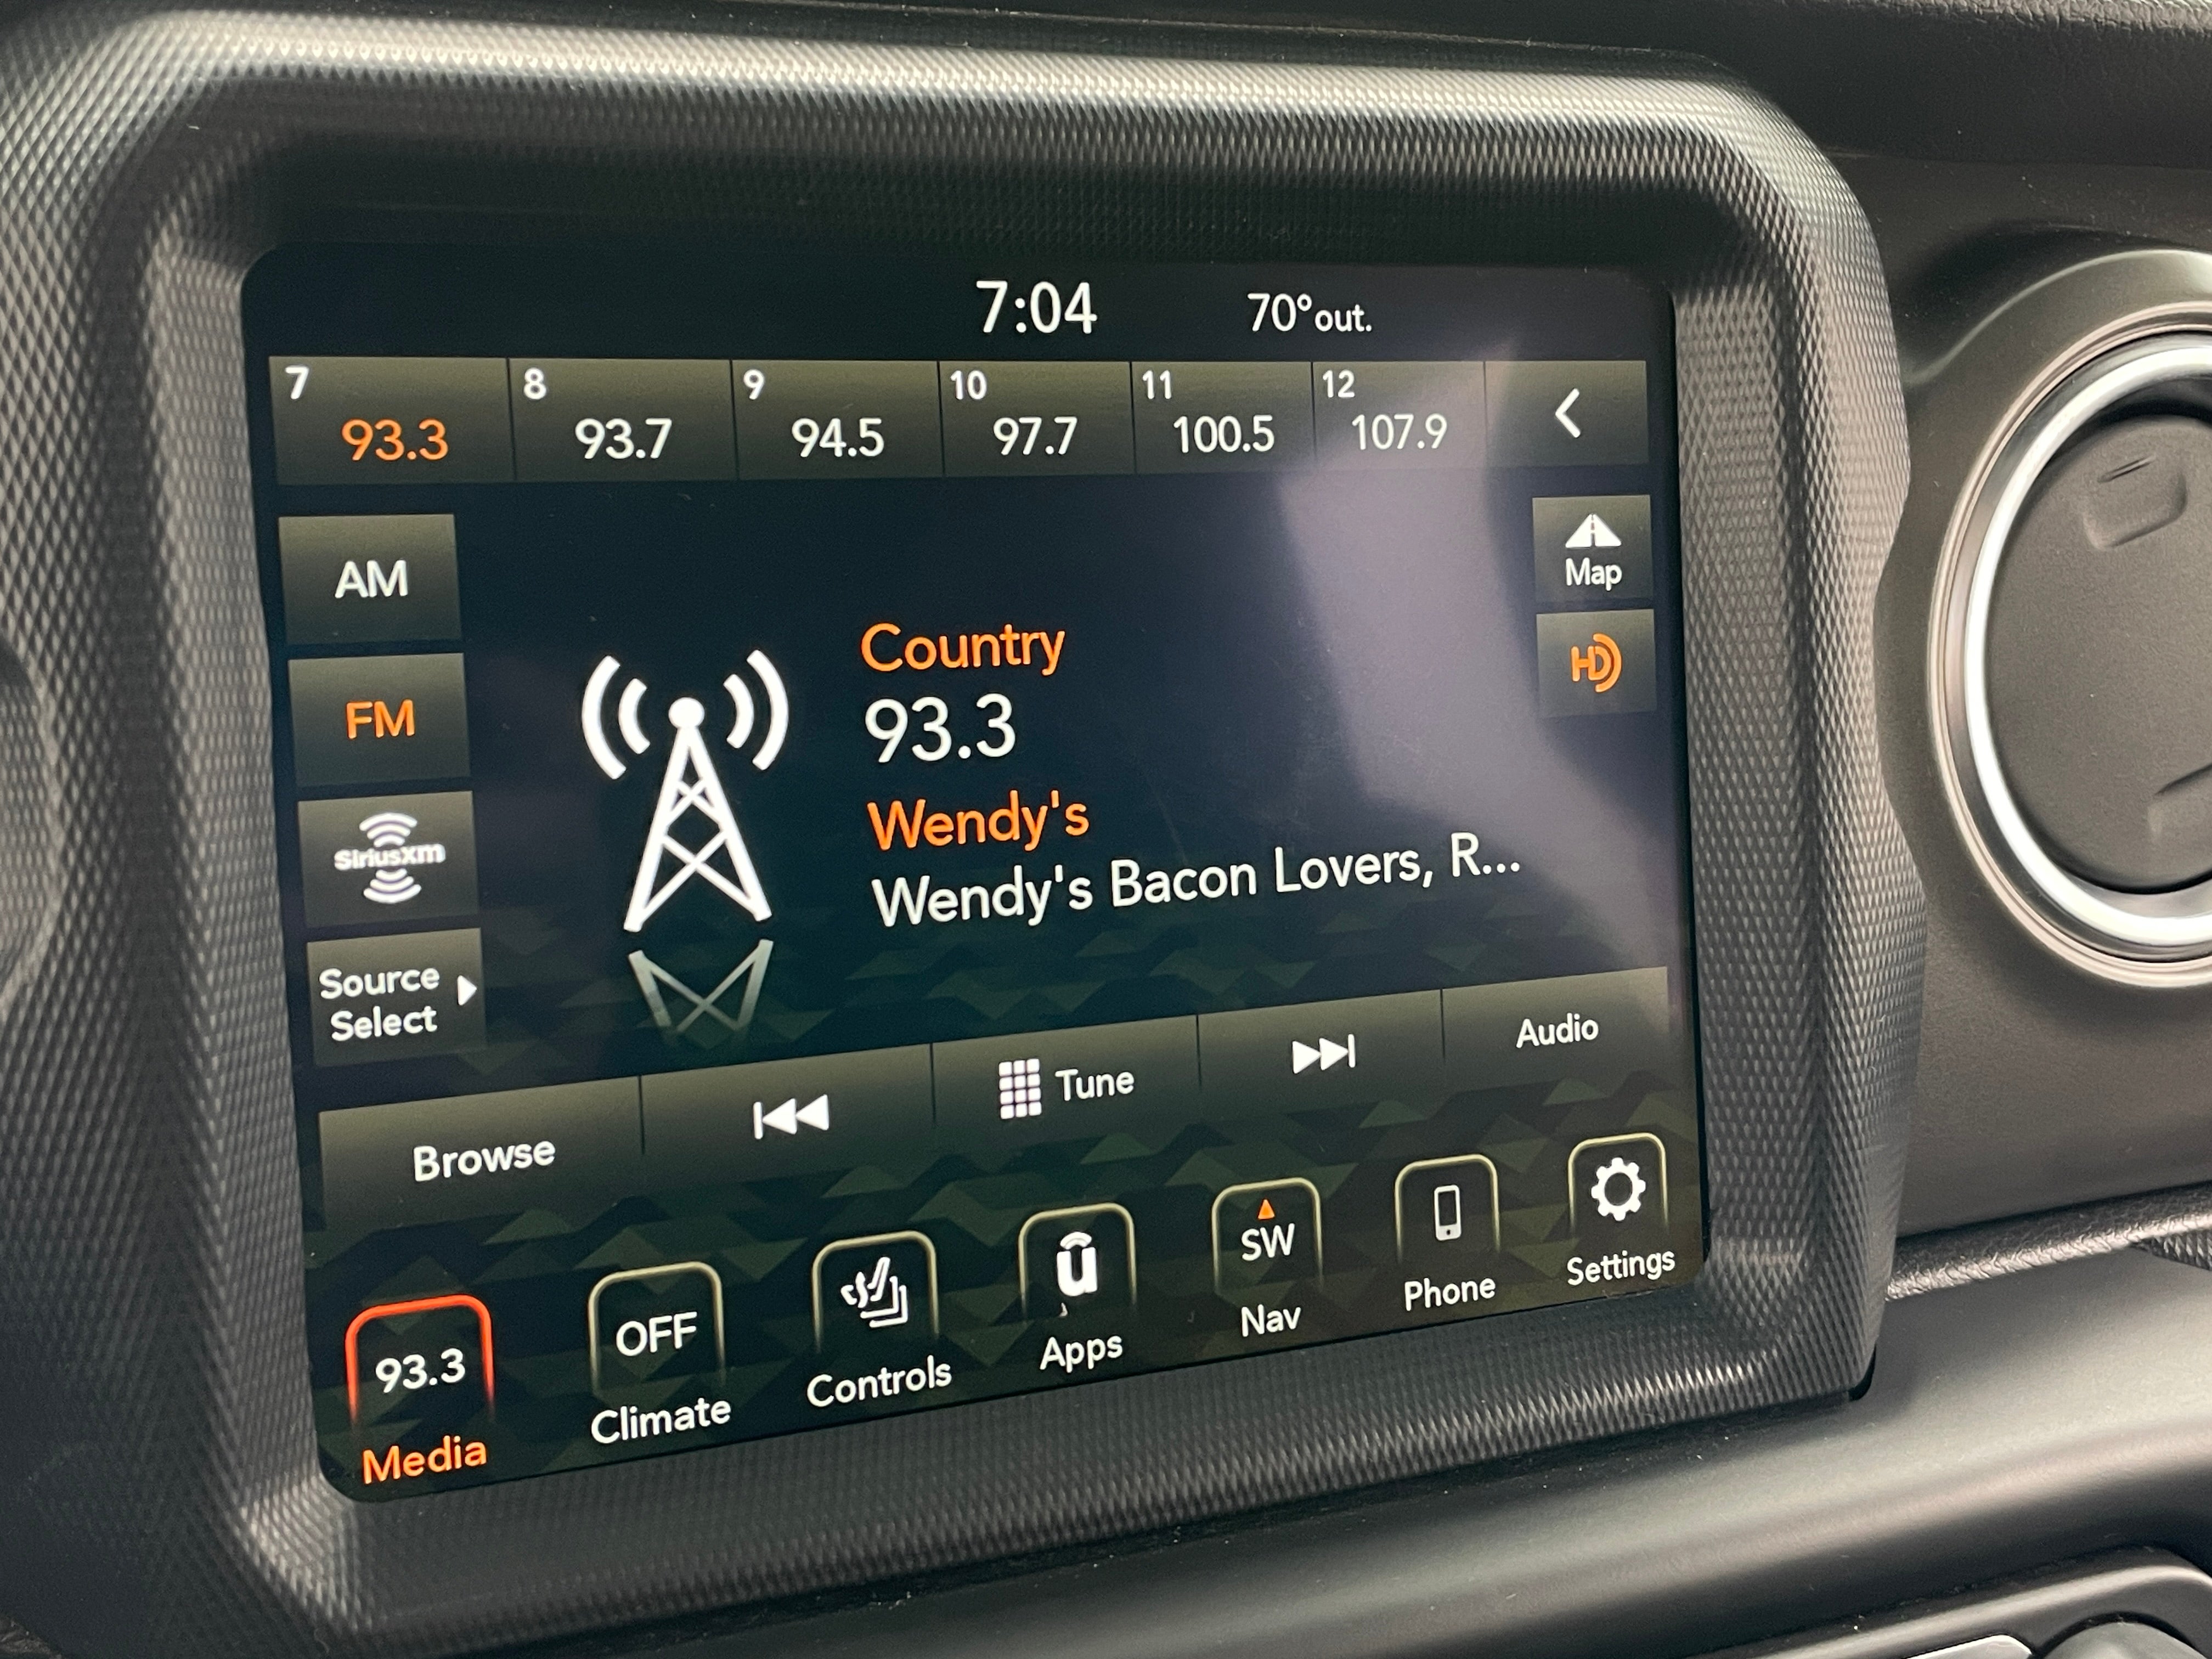 7:04 70°out.
7 8 9 10 11 12
93.3 93.7 94.5 97.7 100.5 107.9
AM
Map
Country
HD
FM
93.3
Wendy's
SiriusXm
Wendy's Bacon Lovers, R...
Source
Select
Browse Tune Audio
93.3 OFF u SW
Media Climate Controls Apps Nav Phone Settings